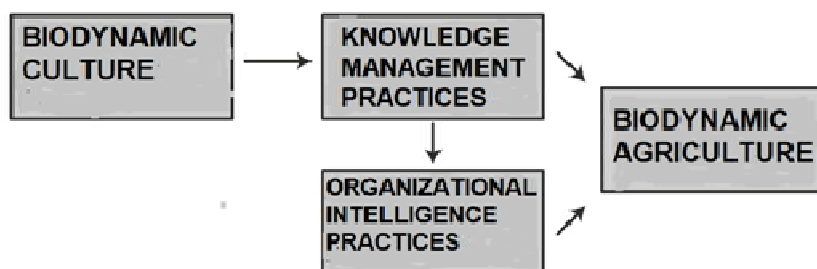 BIODYNAMIC
CULTURE
KNOWLEDGE
MANAGEMENT
PRACTICES
ORGANIZATIONAL
INTELLIGENCE
PRACTICES
BIODYNAMIC
AGRICULTURE